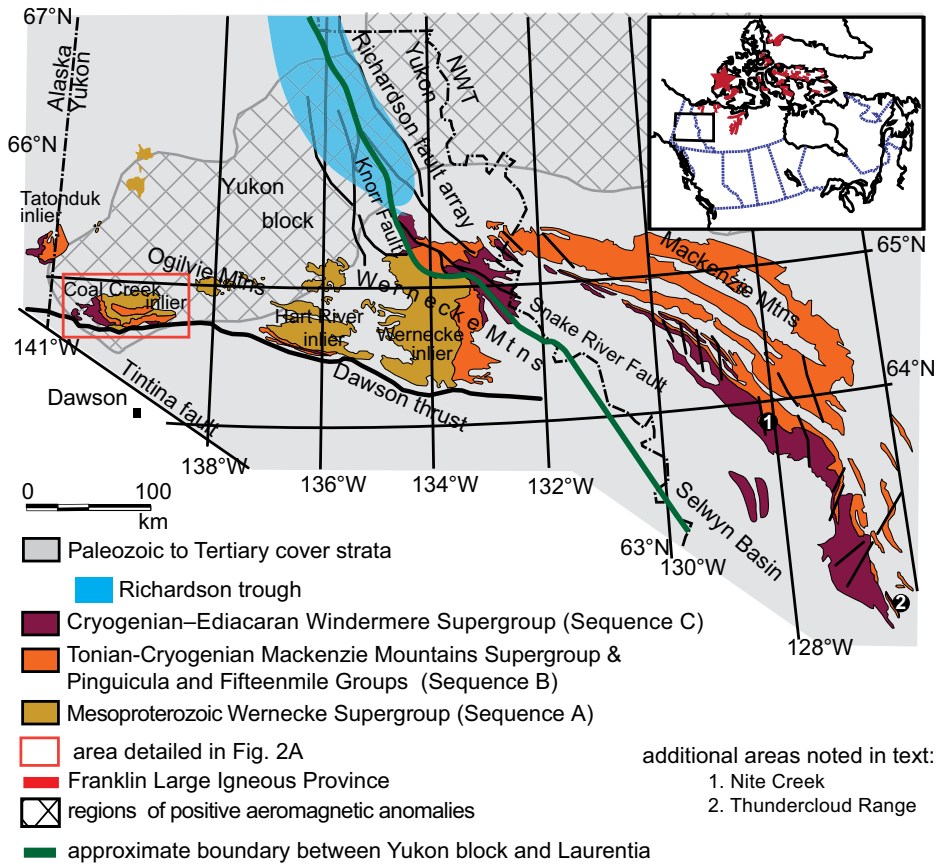 67°N
Alaska
Yukon
Richardson fault array
Yukon
NWT
66°N
Knorr Fault
Yukon
block
Tatonduk
inlier
Mackenzie Mtns
65°N
Ogilvie Mtns
Coal Creek
inlier
Wernecke Mtns
Hart River
inlier
Wernecke
inlier
Snake River Fault
141°W
64°N
Dawson thrust
Tintina fault
Dawson
1
138°W
136°W
134°W
132°W
Selwyn Basin
0 100
km
63°N
130°W
2
128°W
Paleozoic to Tertiary cover strata
Richardson trough
Cryogenian–Ediacaran Windermere Supergroup (Sequence C)
Tonian-Cryogenian Mackenzie Mountains Supergroup &
Pinguicula and Fifteenmile Groups (Sequence B)
Mesoproterozoic Wernecke Supergroup (Sequence A)
area detailed in Fig. 2A
Franklin Large Igneous Province
regions of positive aeromagnetic anomalies
approximate boundary between Yukon block and Laurentia
additional areas noted in text:
1. Nite Creek
2. Thundercloud Range